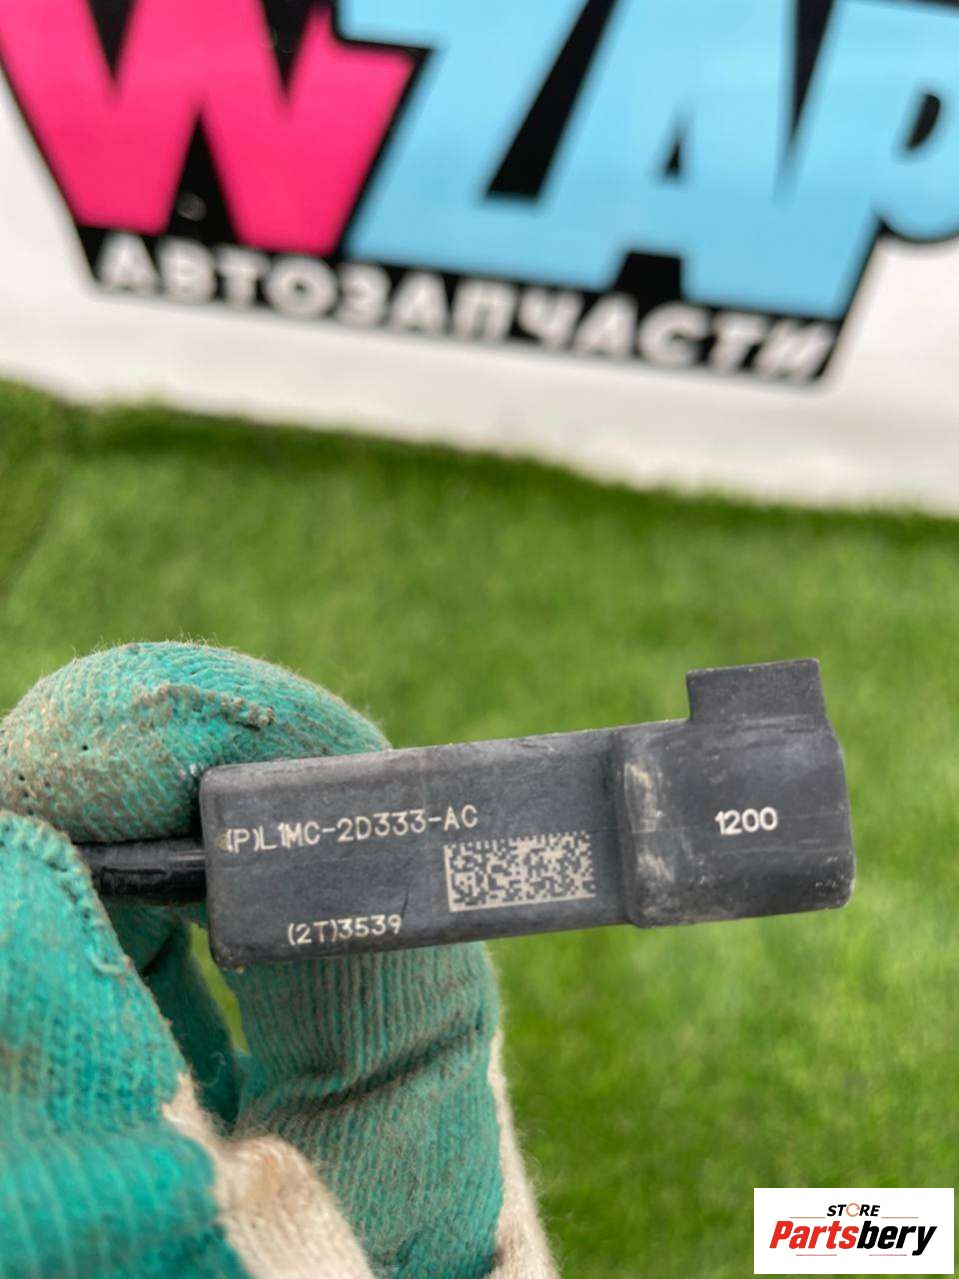 WZAP
АВТОЗАПЧАСТИ
(P)L1MC-2D333-AC
1200
(2T)3539
STORE
Partsbery